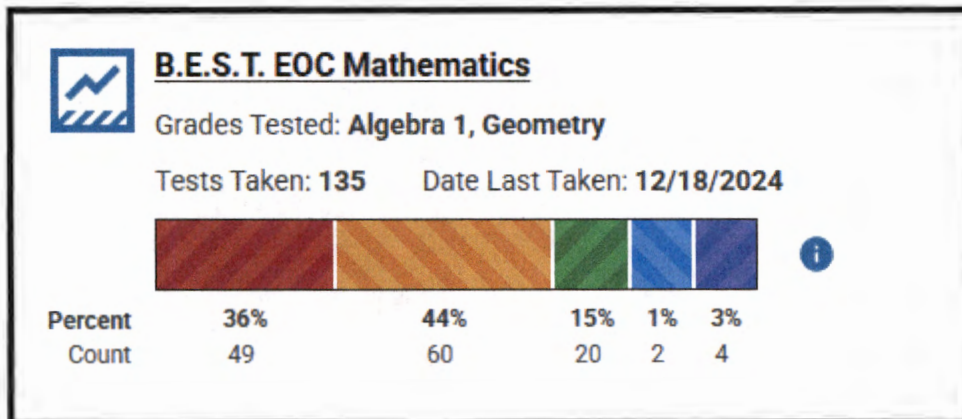 B.E.S.T. EOC Mathematics
Grades Tested: Algebra 1, Geometry
Tests Taken: 135 Date Last Taken: 12/18/2024
i
Percent 36% 44% 15% 1% 3%
Count 49 60 20 2 4